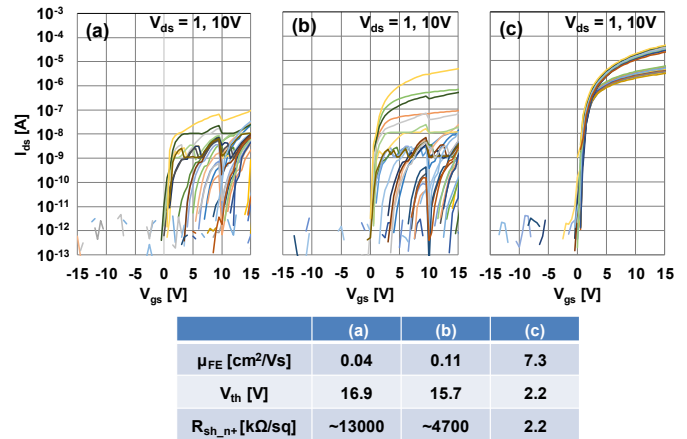 (a) V_ds = 1, 10V
(b) V_ds = 1, 10V
(c) V_ds = 1, 10V
I_ds [A]
10⁻³
10⁻⁴
10⁻⁵
10⁻⁶
10⁻⁷
10⁻⁸
10⁻⁹
10⁻¹⁰
10⁻¹¹
10⁻¹²
10⁻¹³
-15 -10 -5 0 5 10 15
-15 -10 -5 0 5 10 15
-15 -10 -5 0 5 10 15
V_gs [V]
V_gs [V]
V_gs [V]
(a) (b) (c)
μ_FE [cm²/Vs] 0.04 0.11 7.3
V_th [V] 16.9 15.7 2.2
R_sh_n+ [kΩ/sq] ~13000 ~4700 2.2